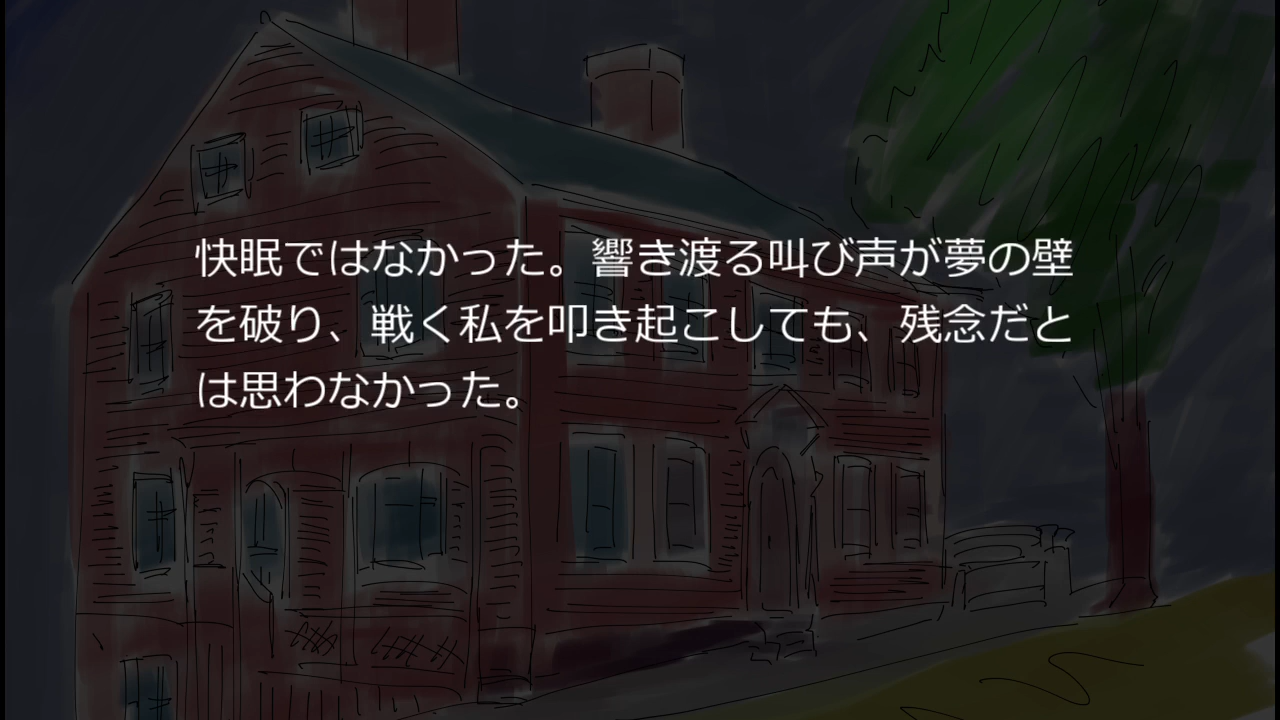 快眠ではなかった。響き渡る叫び声が夢の壁
を破り、戦く私を叩き起こしても、残念だと
は思わなかった。